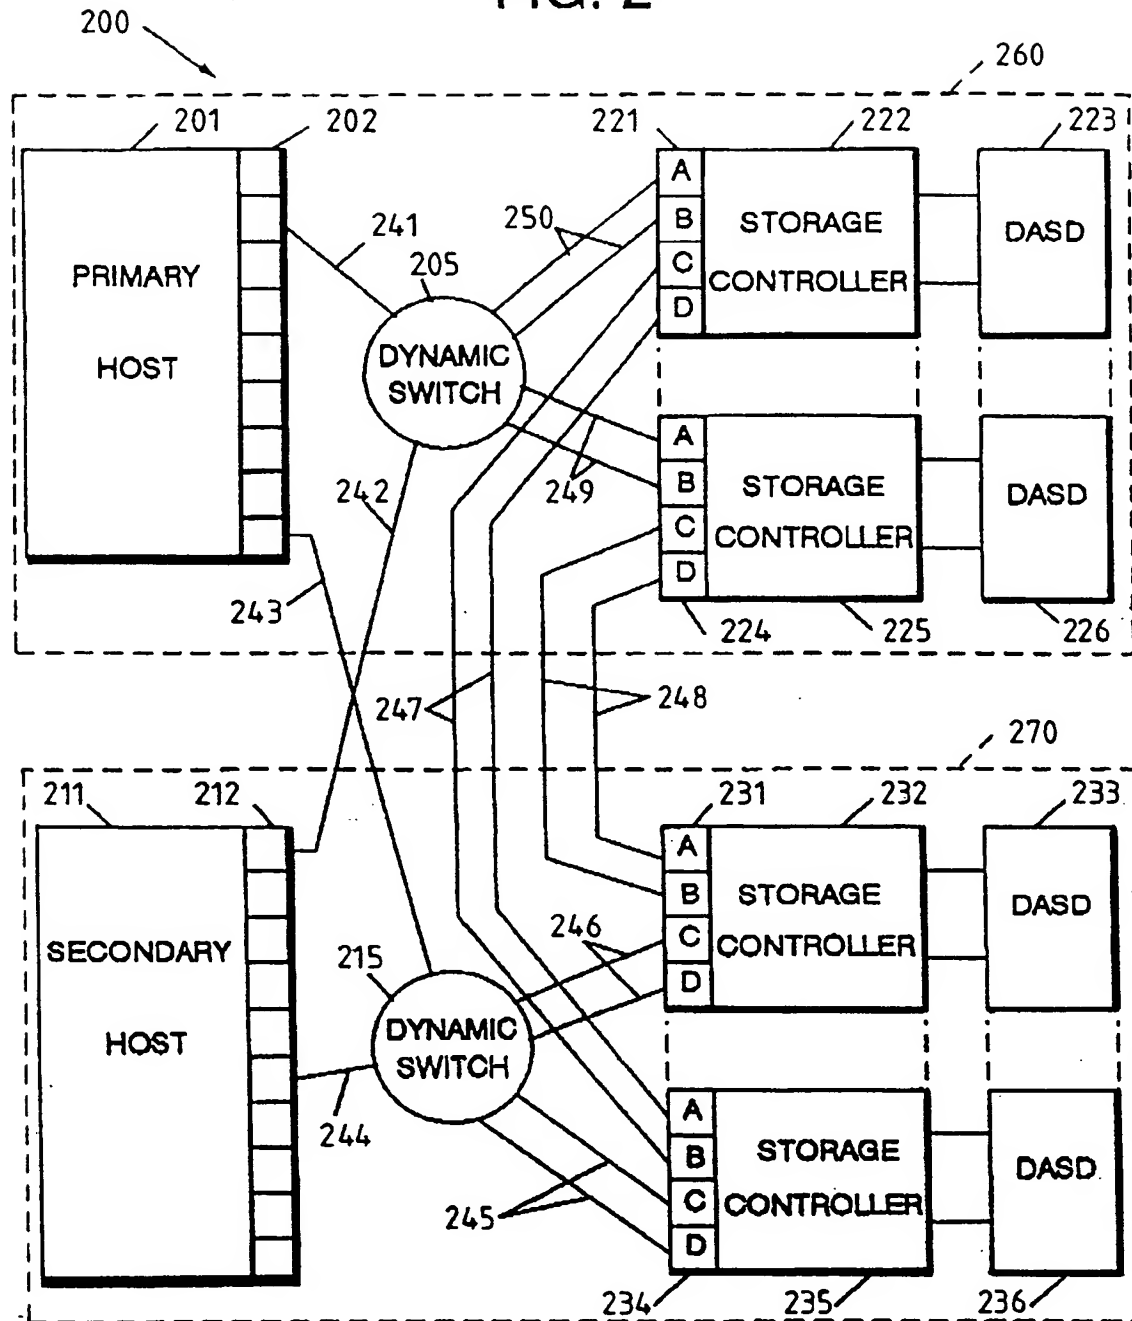 FIG. 2
200
260
201
202
221
222
223
PRIMARY
HOST
241
205
250
DYNAMIC
SWITCH
A
B
C
D
STORAGE
CONTROLLER
DASD
242
243
249
A
B
C
D
STORAGE
CONTROLLER
DASD
224
225
226
247
248
270
211
212
231
232
233
SECONDARY
HOST
215
246
DYNAMIC
SWITCH
A
B
C
D
STORAGE
CONTROLLER
DASD
244
245
A
B
C
D
STORAGE
CONTROLLER
DASD
234
235
236